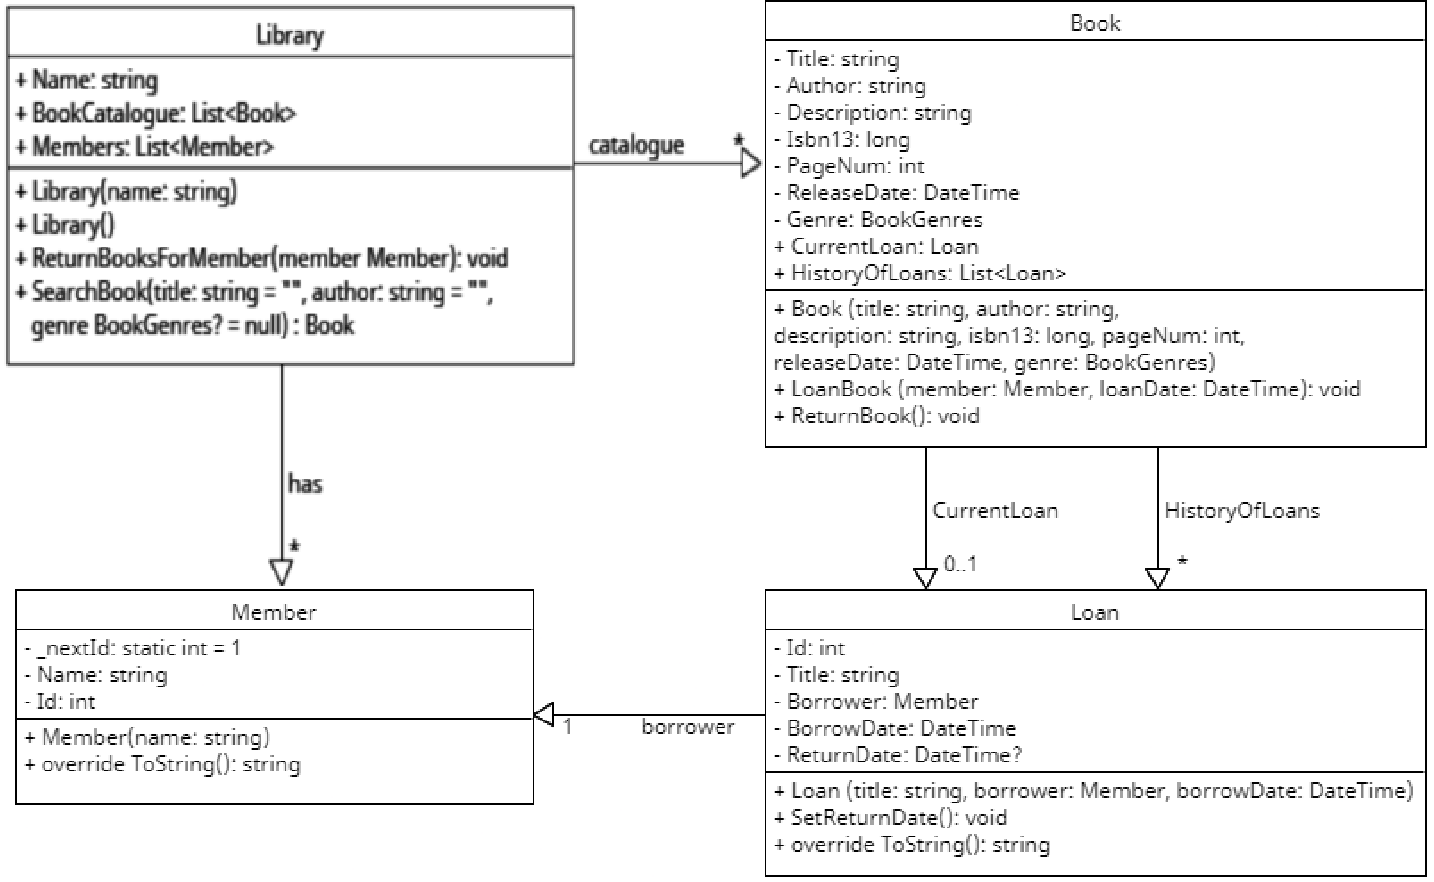 Library
+ Name: string
+ BookCatalogue: List<Book>
+ Members: List<Member>
+ Library(name: string)
+ Library()
+ ReturnBooksForMember(member Member): void
+ SearchBook(title: string = "", author: string = "",
genre BookGenres? = null) : Book
catalogue
*
Book
- Title: string
- Author: string
- Description: string
- Isbn13: long
- PageNum: int
- ReleaseDate: DateTime
- Genre: BookGenres
+ CurrentLoan: Loan
+ HistoryOfLoans: List<Loan>
+ Book (title: string, author: string,
description: string, isbn13: long, pageNum: int,
releaseDate: DateTime, genre: BookGenres)
+ LoanBook (member: Member, loanDate: DateTime): void
+ ReturnBook(): void
has
*
CurrentLoan
0..1
HistoryOfLoans
*
Member
- _nextId: static int = 1
- Name: string
- Id: int
+ Member(name: string)
+ override ToString(): string
1
borrower
Loan
- Id: int
- Title: string
- Borrower: Member
- BorrowDate: DateTime
- ReturnDate: DateTime?
+ Loan (title: string, borrower: Member, borrowDate: DateTime)
+ SetReturnDate(): void
+ override ToString(): string